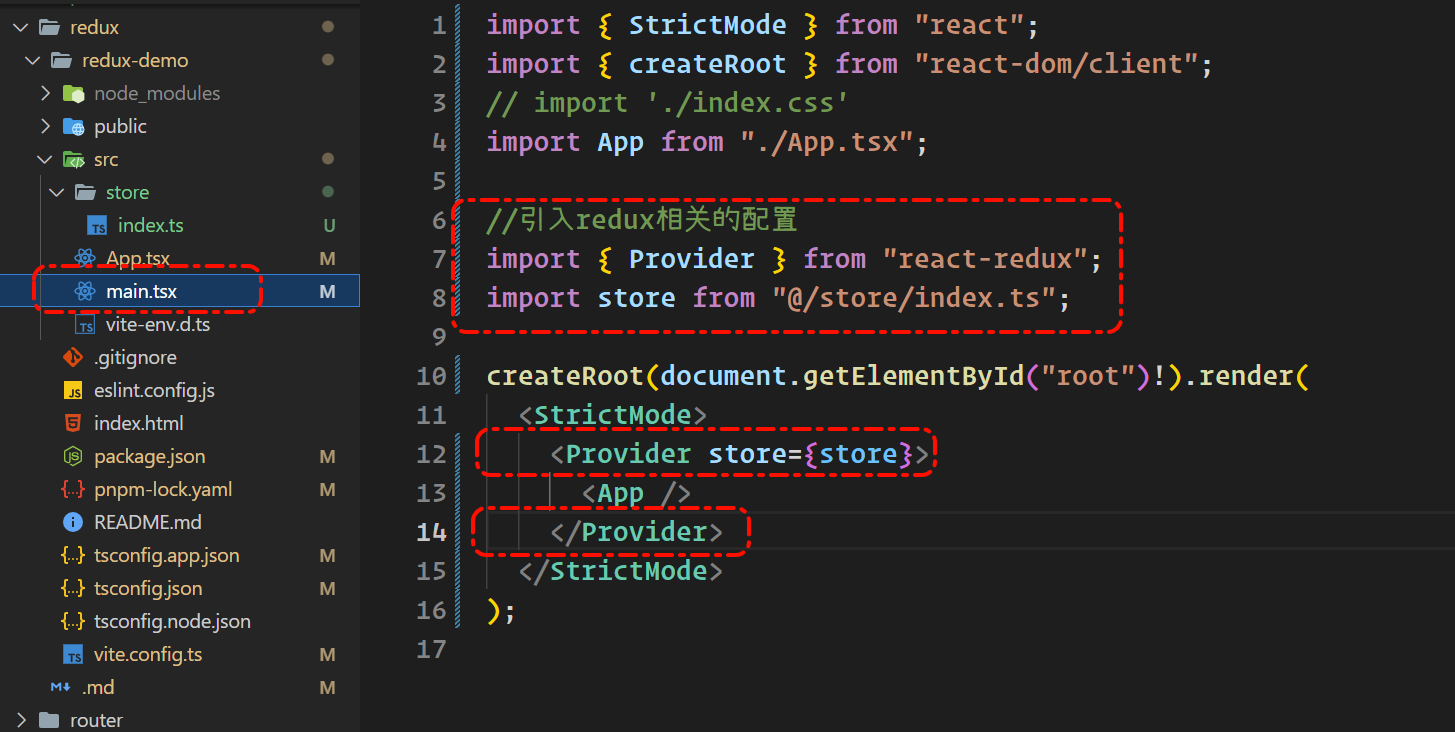 redux
redux-demo
node_modules
public
src
store
index.ts U
App.tsx M
main.tsx M
vite-env.d.ts
.gitignore
eslint.config.js
index.html
package.json M
pnpm-lock.yaml M
README.md
tsconfig.app.json M
tsconfig.json M
tsconfig.node.json
vite.config.ts M
.md M
router
1 import { StrictMode } from "react";
2 import { createRoot } from "react-dom/client";
3 // import './index.css'
4 import App from "./App.tsx";
5
6 //引入redux相关的配置
7 import { Provider } from "react-redux";
8 import store from "@/store/index.ts";
9
10 createRoot(document.getElementById("root")!).render(
11 <StrictMode>
12 <Provider store={store}>
13 <App />
14 </Provider>
15 </StrictMode>
16 );
17